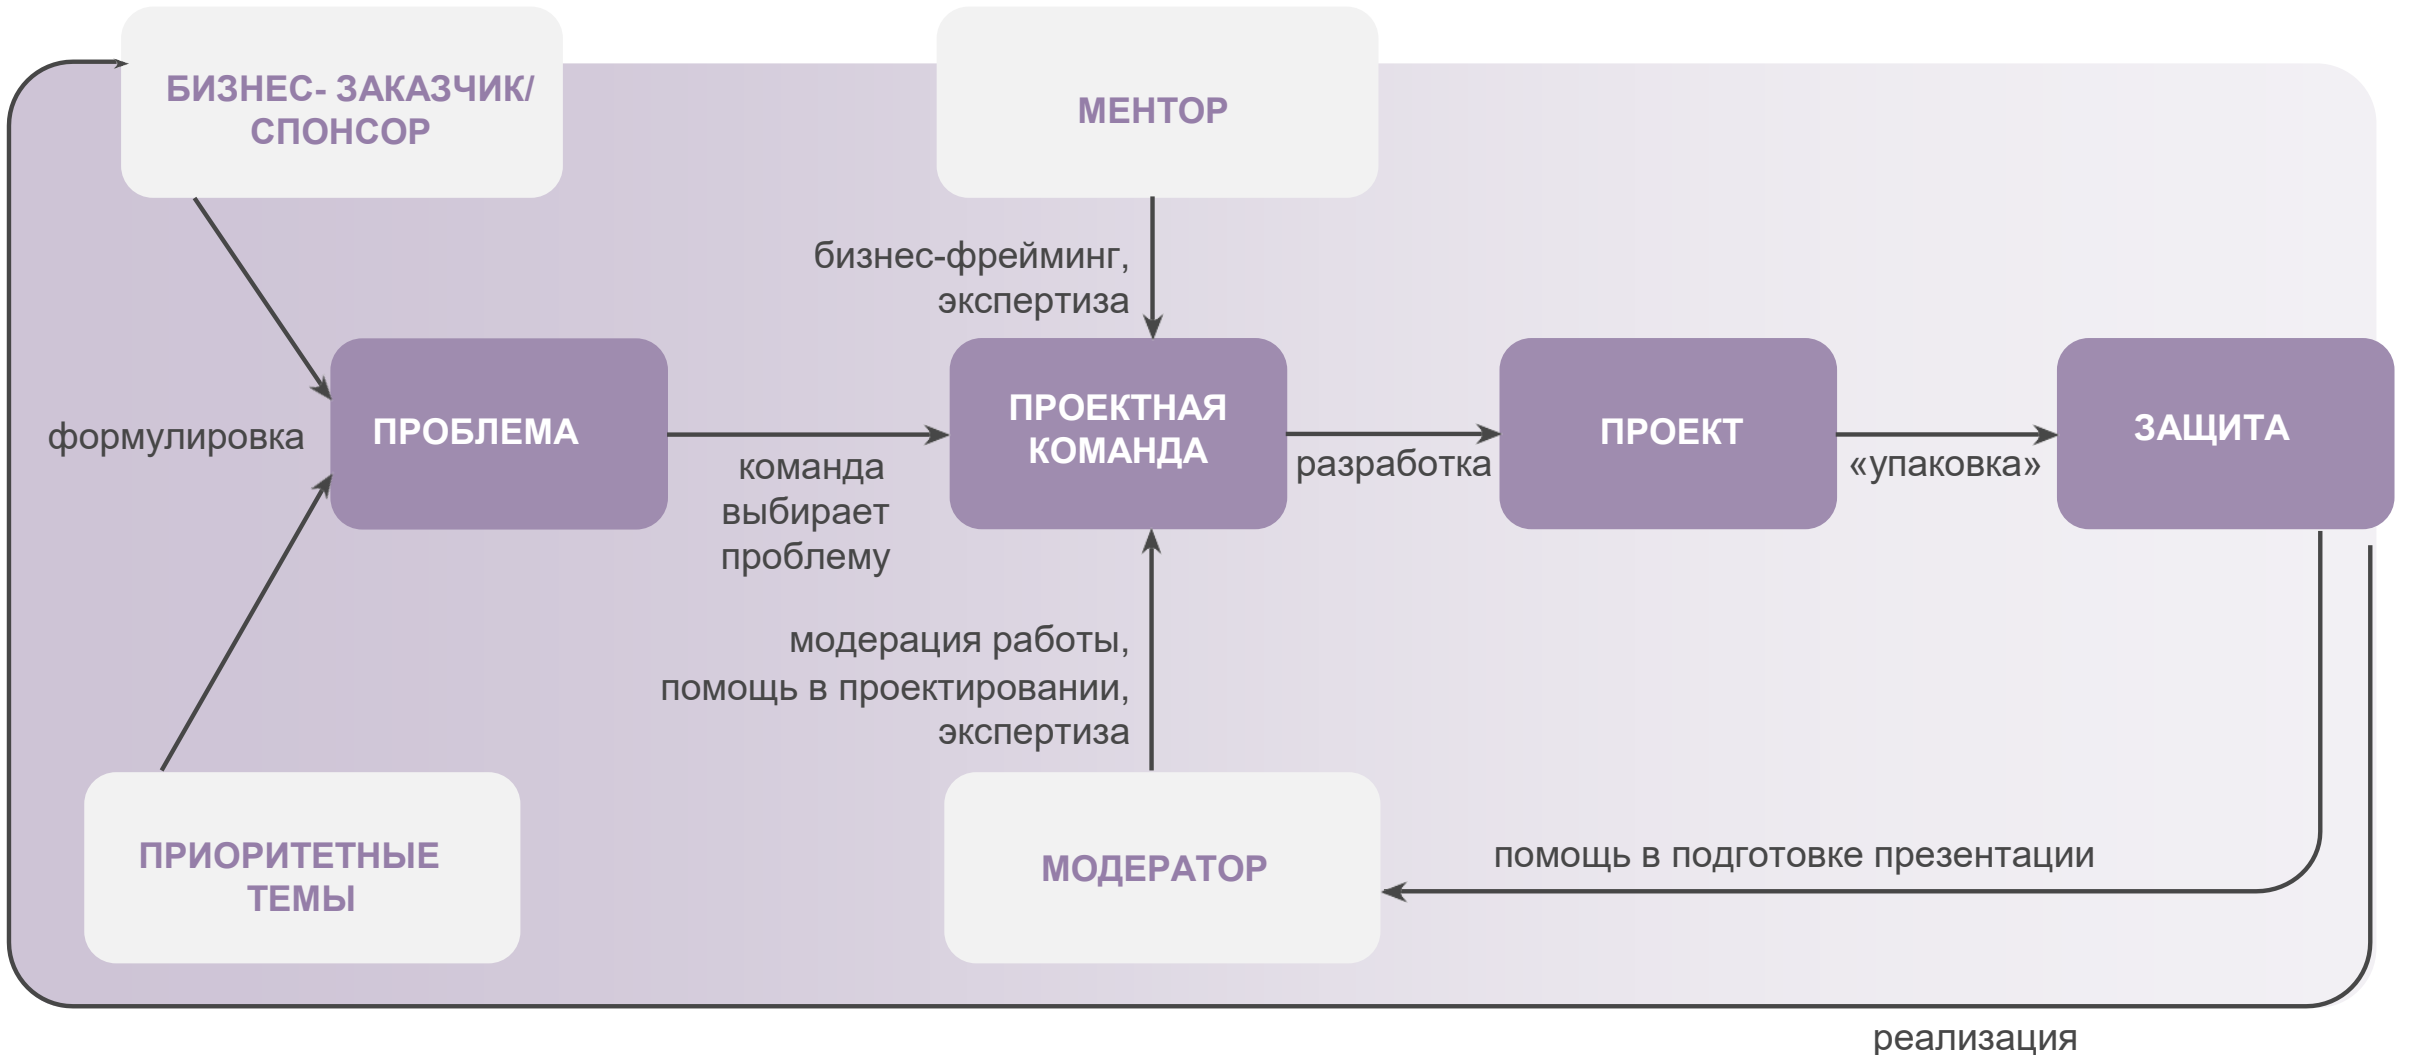 БИЗНЕС- ЗАКАЗЧИК/
СПОНСОР
МЕНТОР
бизнес-фрейминг,
экспертиза
формулировка
ПРОБЛЕМА
команда
выбирает
проблему
ПРОЕКТНАЯ
КОМАНДА
разработка
ПРОЕКТ
«упаковка»
ЗАЩИТА
модерация работы,
помощь в проектировании,
экспертиза
ПРИОРИТЕТНЫЕ
ТЕМЫ
МОДЕРАТОР
помощь в подготовке презентации
реализация